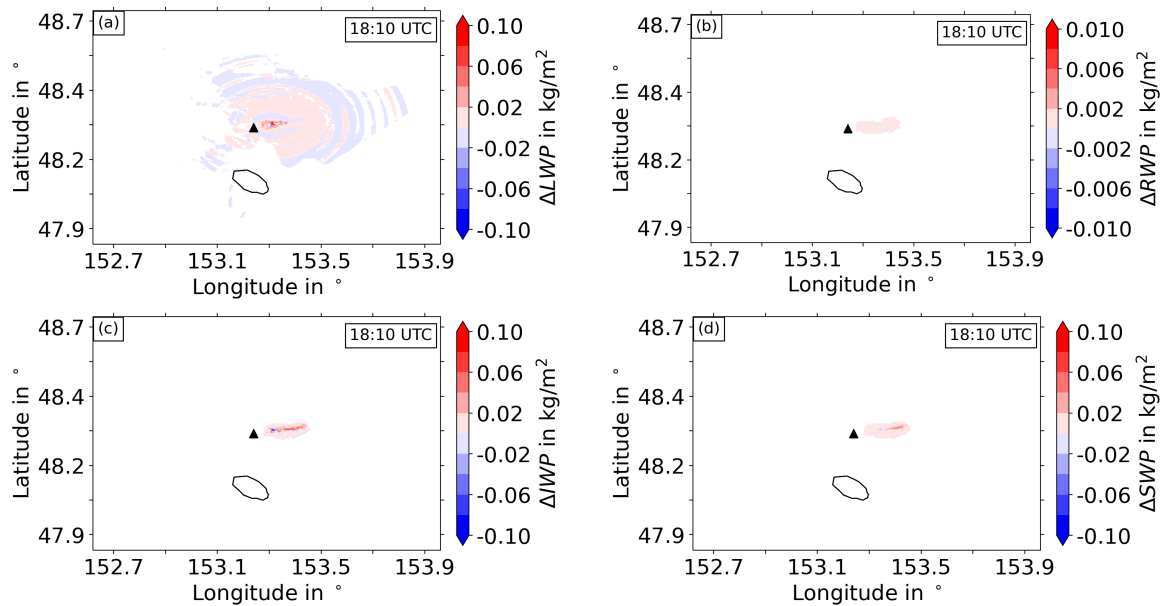 (a)
18:10 UTC
48.7
48.4
48.2
47.9
Latitude in °
152.7 153.1 153.5 153.9
Longitude in °
0.10
0.06
0.02
-0.02
-0.06
-0.10
ΔLWP in kg/m²
(b)
18:10 UTC
48.7
48.4
48.2
47.9
Latitude in °
152.7 153.1 153.5 153.9
Longitude in °
0.010
0.006
0.002
-0.002
-0.006
-0.010
ΔRWP in kg/m²
(c)
18:10 UTC
48.7
48.4
48.2
47.9
Latitude in °
152.7 153.1 153.5 153.9
Longitude in °
0.10
0.06
0.02
-0.02
-0.06
-0.10
ΔIWP in kg/m²
(d)
18:10 UTC
48.7
48.4
48.2
47.9
Latitude in °
152.7 153.1 153.5 153.9
Longitude in °
0.10
0.06
0.02
-0.02
-0.06
-0.10
ΔSWP in kg/m²